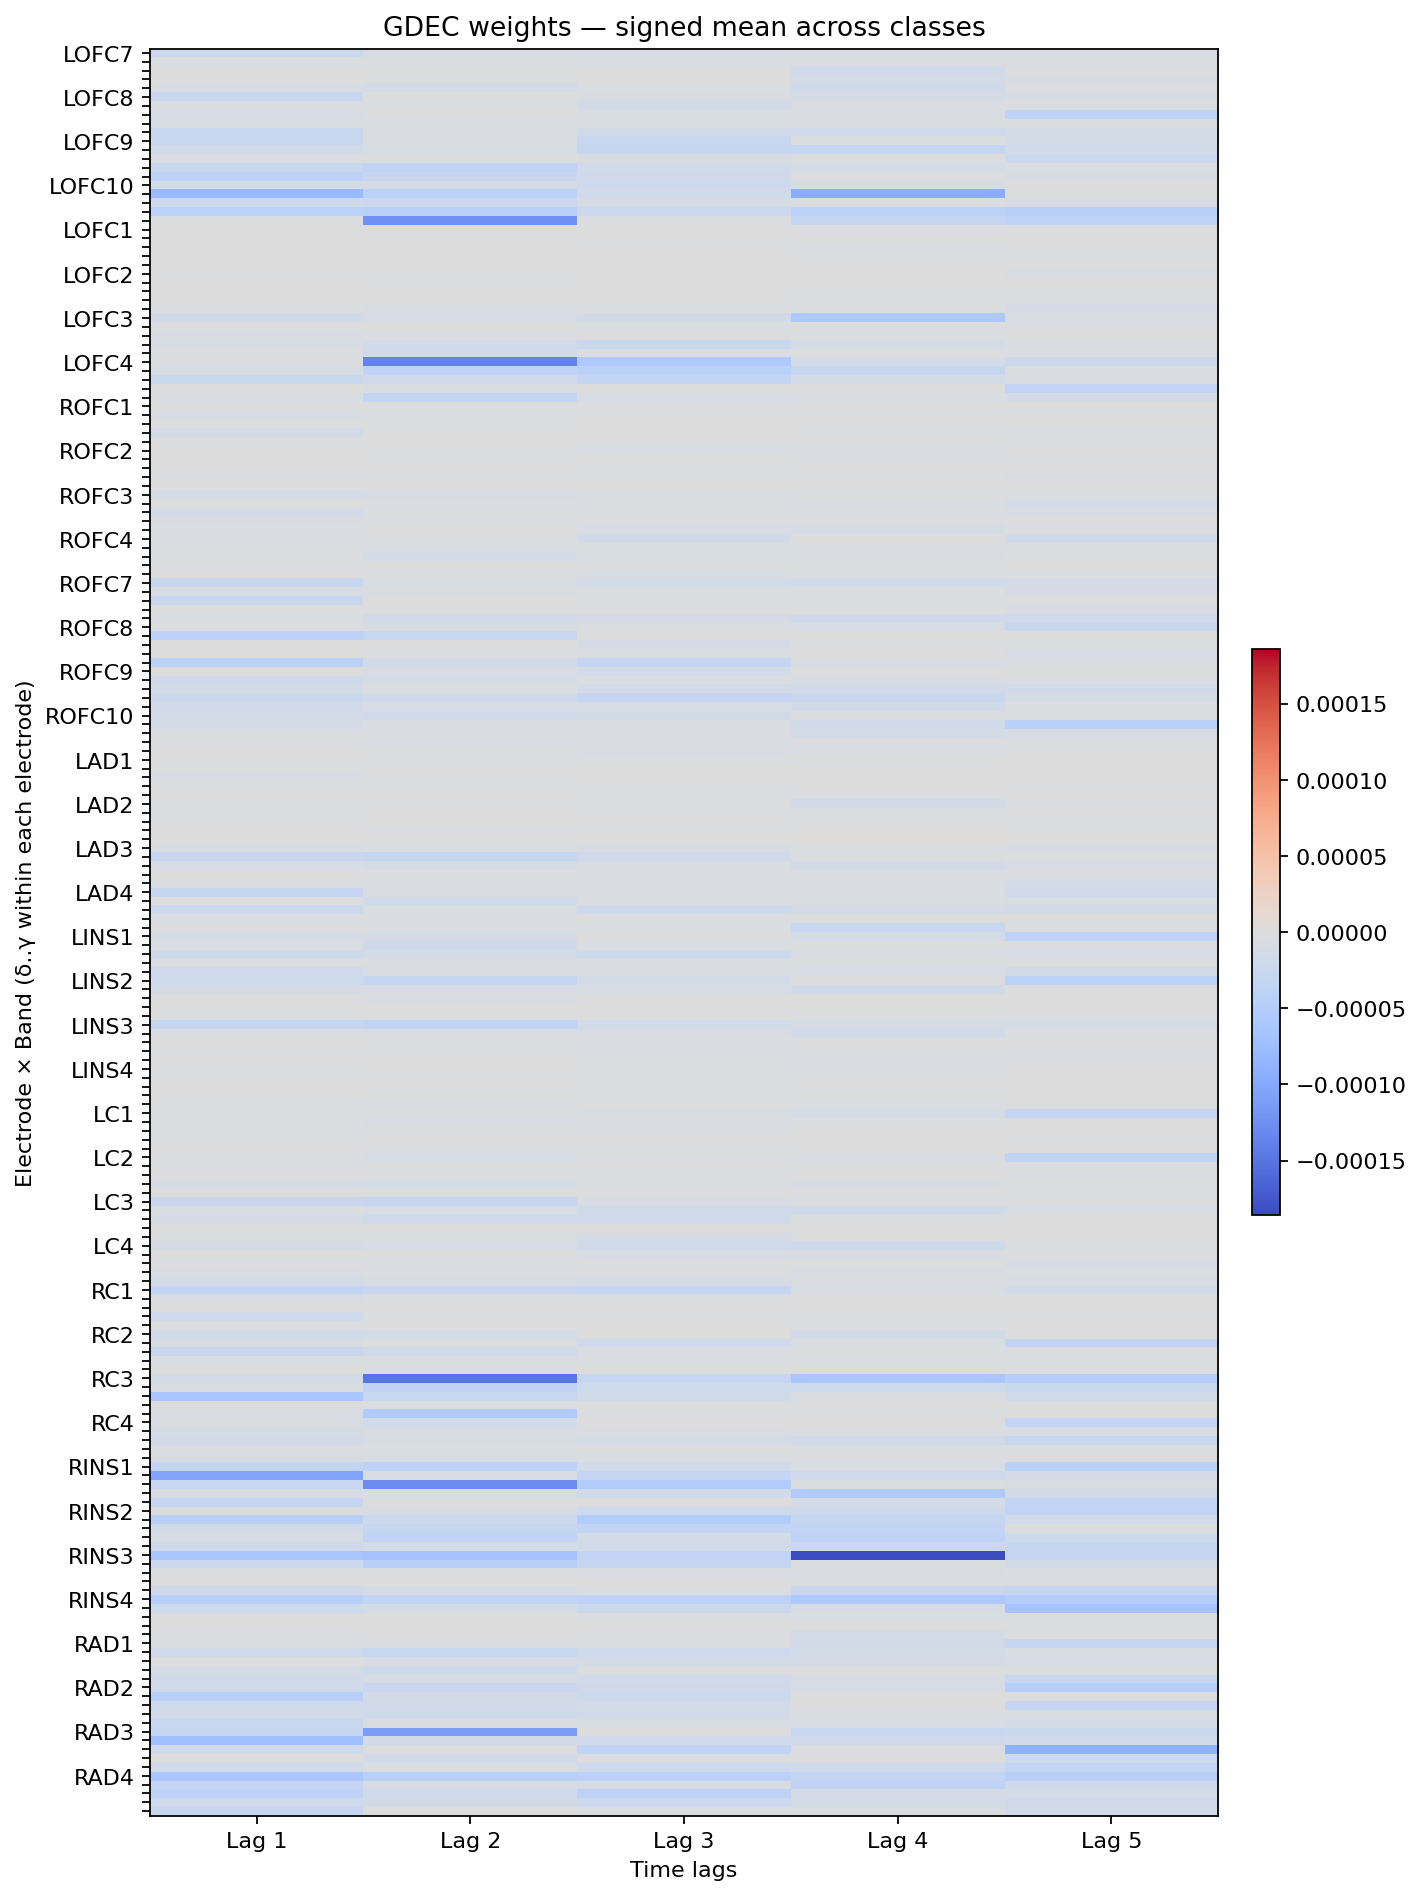 GDEC weights — signed mean across classes
LOFC7
LOFC8
LOFC9
LOFC10
LOFC1
LOFC2
LOFC3
LOFC4
ROFC1
ROFC2
ROFC3
ROFC4
ROFC7
ROFC8
ROFC9
ROFC10
LAD1
LAD2
LAD3
LAD4
LINS1
LINS2
LINS3
LINS4
LC1
LC2
LC3
LC4
RC1
RC2
RC3
RC4
RINS1
RINS2
RINS3
RINS4
RAD1
RAD2
RAD3
RAD4
Electrode × Band (δ..γ within each electrode)
Lag 1
Lag 2
Lag 3
Lag 4
Lag 5
Time lags
0.00015
0.00010
0.00005
0.00000
−0.00005
−0.00010
−0.00015